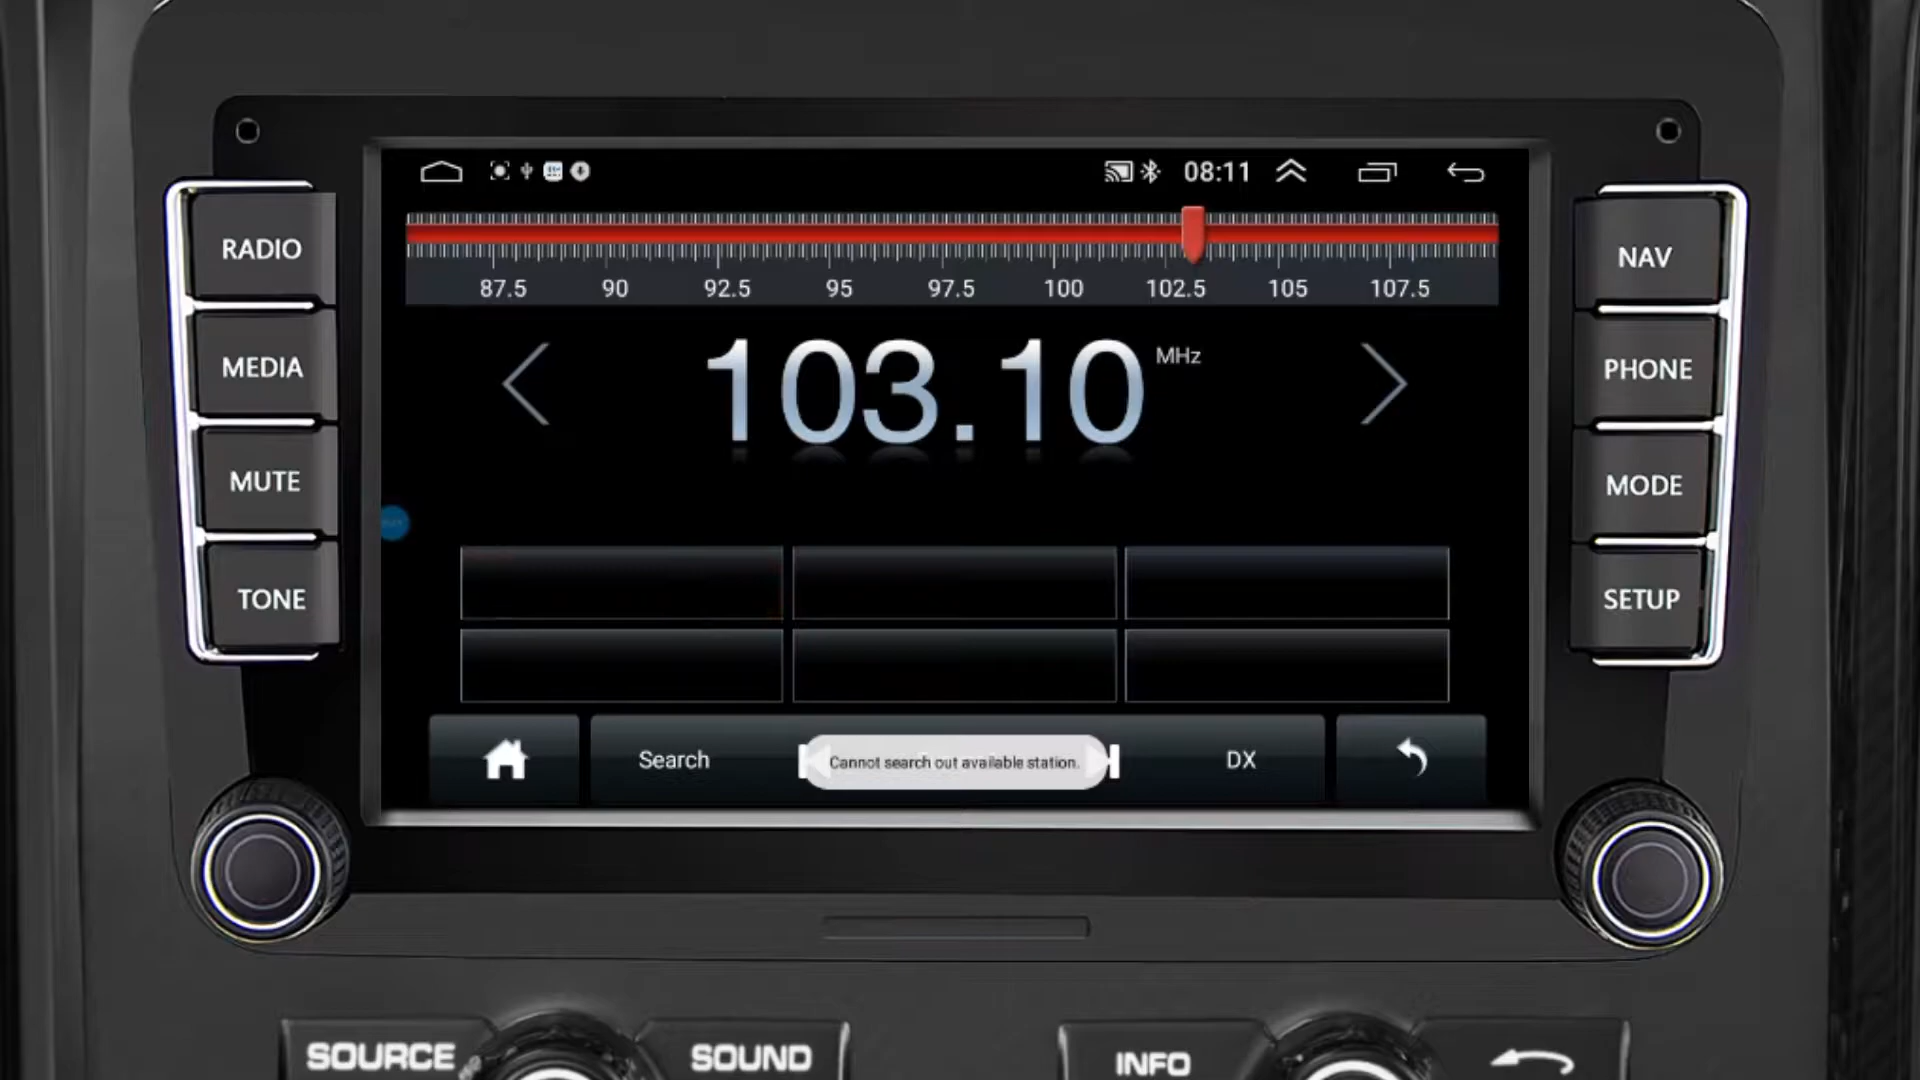 08:11
RADIO
MEDIA
MUTE
TONE
87.5 90 92.5 95 97.5 100 102.5 105 107.5
103.10 MHz
Search
Cannot search out available station.
DX
NAV
PHONE
MODE
SETUP
SOURCE
SOUND
INFO